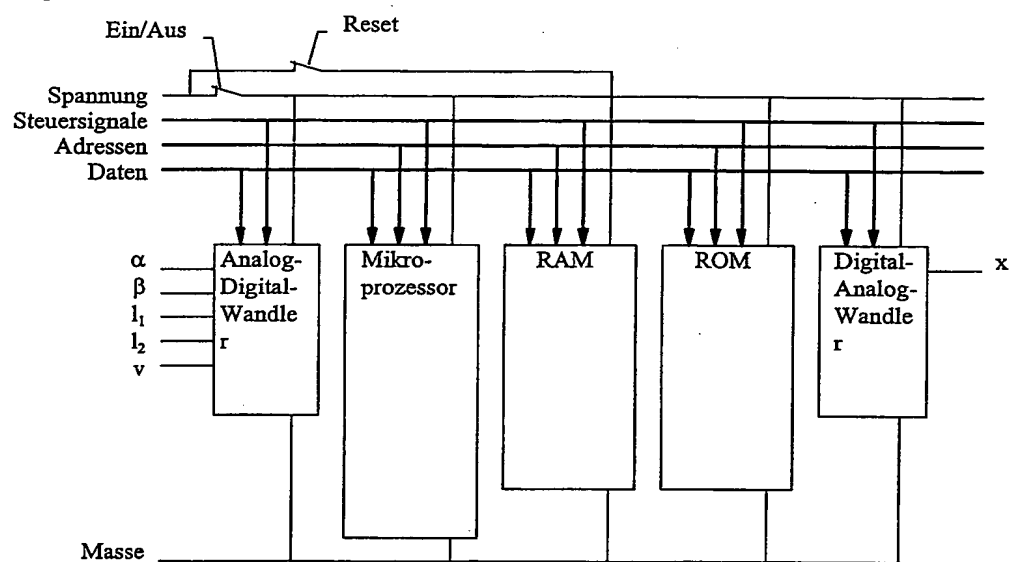 Ein/Aus
Reset
Spannung
Steuersignale
Adressen
Daten
α
β
l₁
l₂
v
Analog-
Digital-
Wandle
r
Mikro-
prozessor
RAM
ROM
Digital-
Analog-
Wandle
r
x
Masse